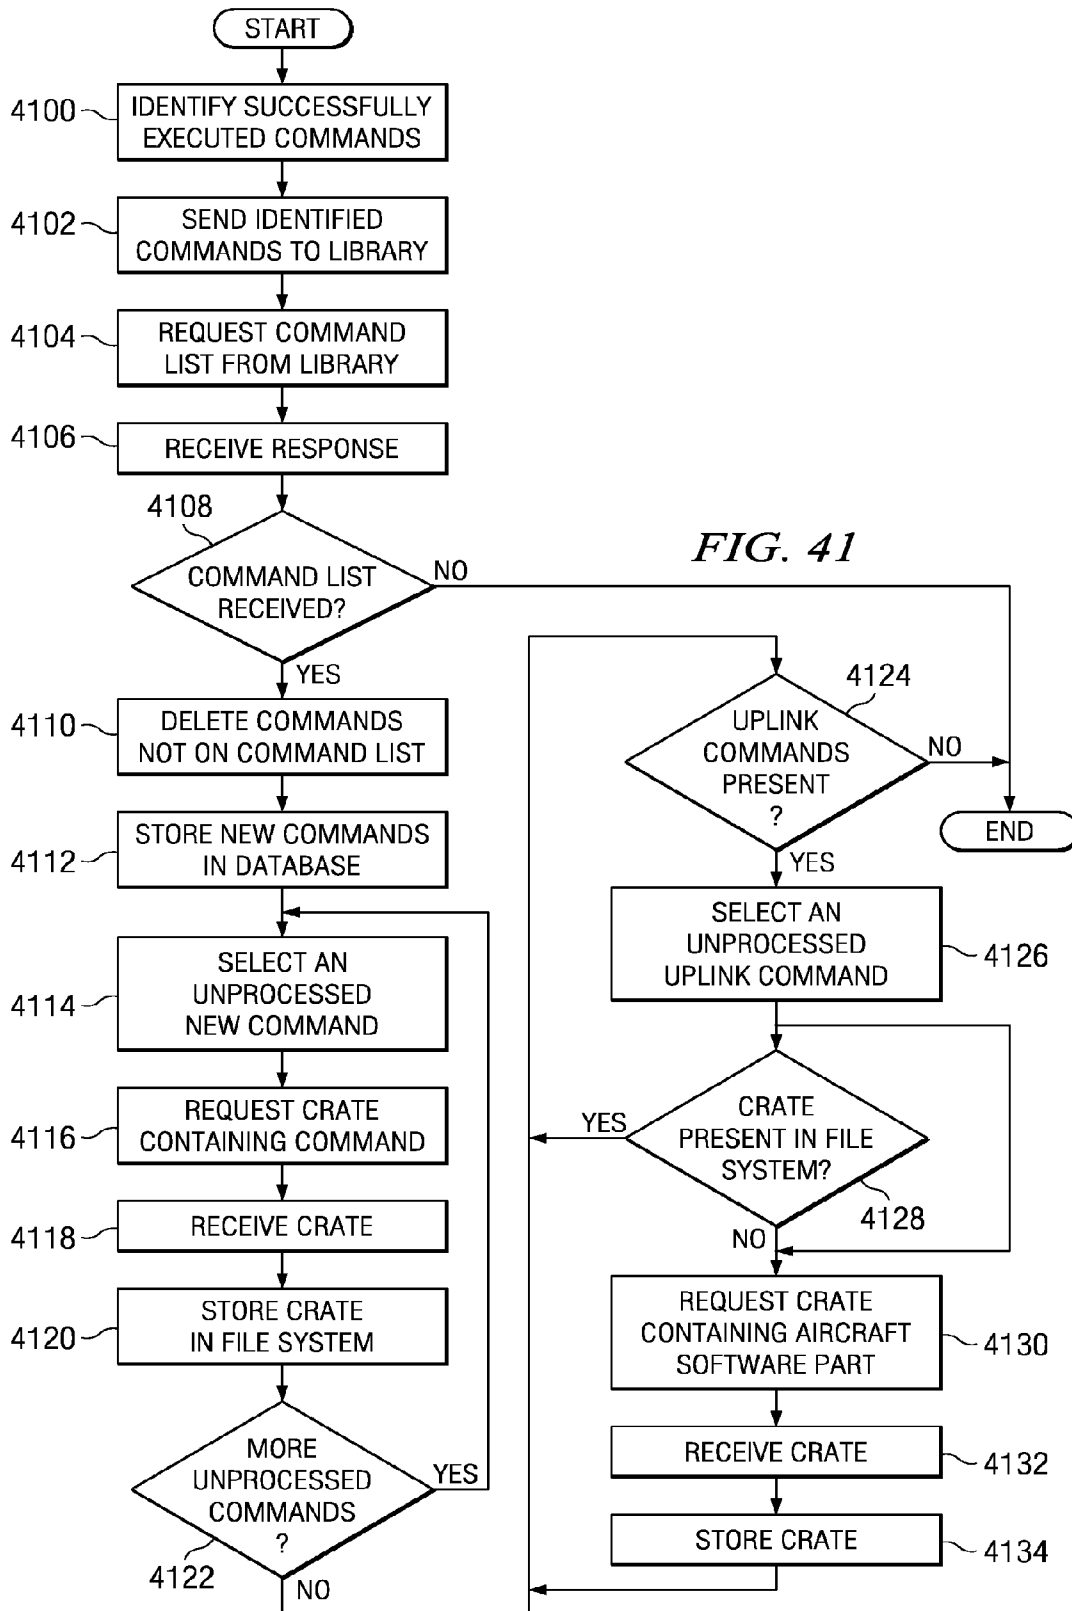 START
4100
IDENTIFY SUCCESSFULLY
EXECUTED COMMANDS
4102
SEND IDENTIFIED
COMMANDS TO LIBRARY
4104
REQUEST COMMAND
LIST FROM LIBRARY
4106
RECEIVE RESPONSE
4108
COMMAND LIST
RECEIVED?
NO
YES
4110
DELETE COMMANDS
NOT ON COMMAND LIST
4112
STORE NEW COMMANDS
IN DATABASE
4114
SELECT AN
UNPROCESSED
NEW COMMAND
4116
REQUEST CRATE
CONTAINING COMMAND
4118
RECEIVE CRATE
4120
STORE CRATE
IN FILE SYSTEM
MORE
UNPROCESSED
COMMANDS
?
YES
4122
NO
FIG. 41
4124
UPLINK
COMMANDS
PRESENT
?
NO
END
YES
SELECT AN
UNPROCESSED
UPLINK COMMAND
4126
YES
CRATE
PRESENT IN FILE
SYSTEM?
4128
NO
REQUEST CRATE
CONTAINING AIRCRAFT
SOFTWARE PART
4130
RECEIVE CRATE
4132
STORE CRATE
4134